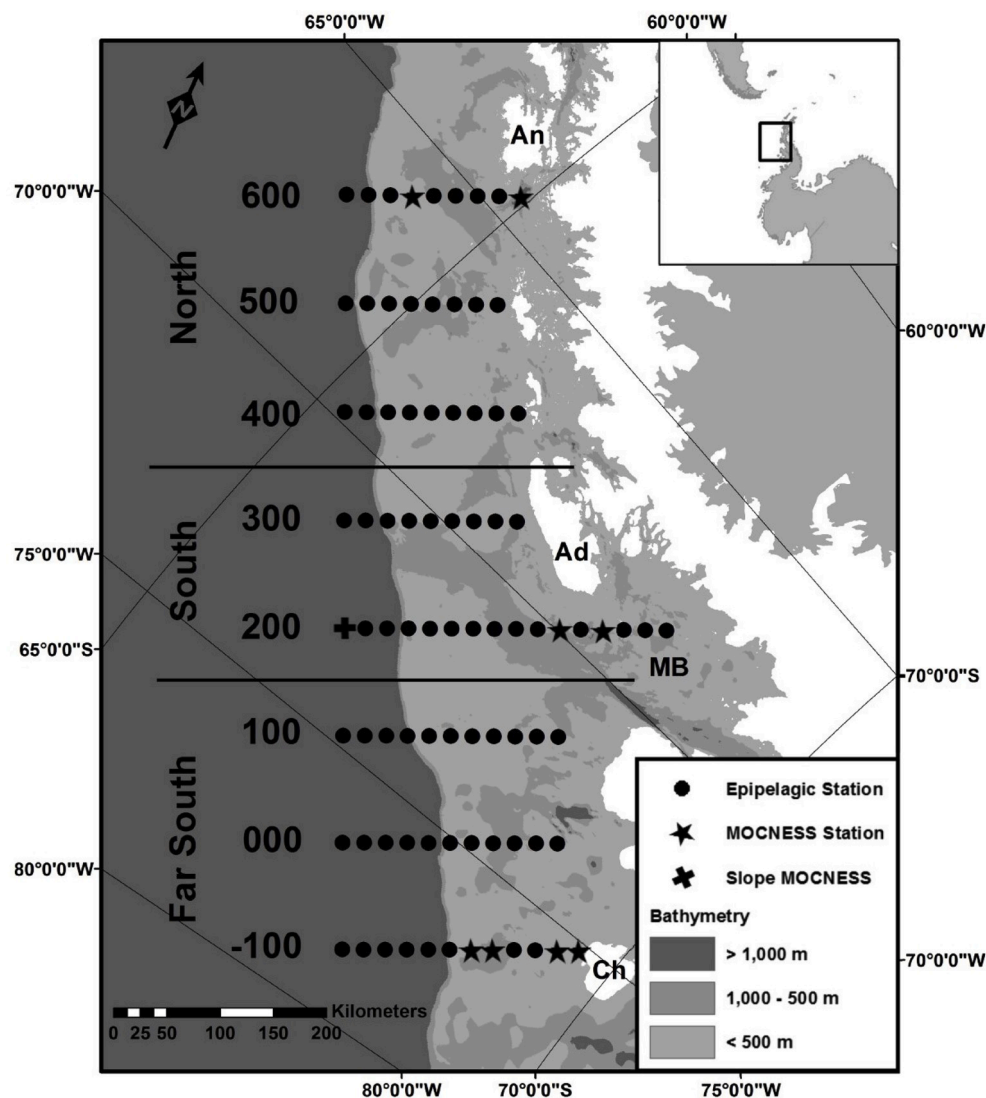 65°0'0"W
60°0'0"W
N
An
70°0'0"W
600
North
500
60°0'0"W
400
300
Ad
75°0'0"W
South
200
65°0'0"S
MB
70°0'0"S
100
Epipelagic Station
MOCNESS Station
Far South
000
80°0'0"W
Slope MOCNESS
Bathymetry
-100
> 1,000 m
Ch
70°0'0"W
1,000 - 500 m
Kilometers
0 25 50 100 150 200
< 500 m
80°0'0"W
70°0'0"S
75°0'0"W